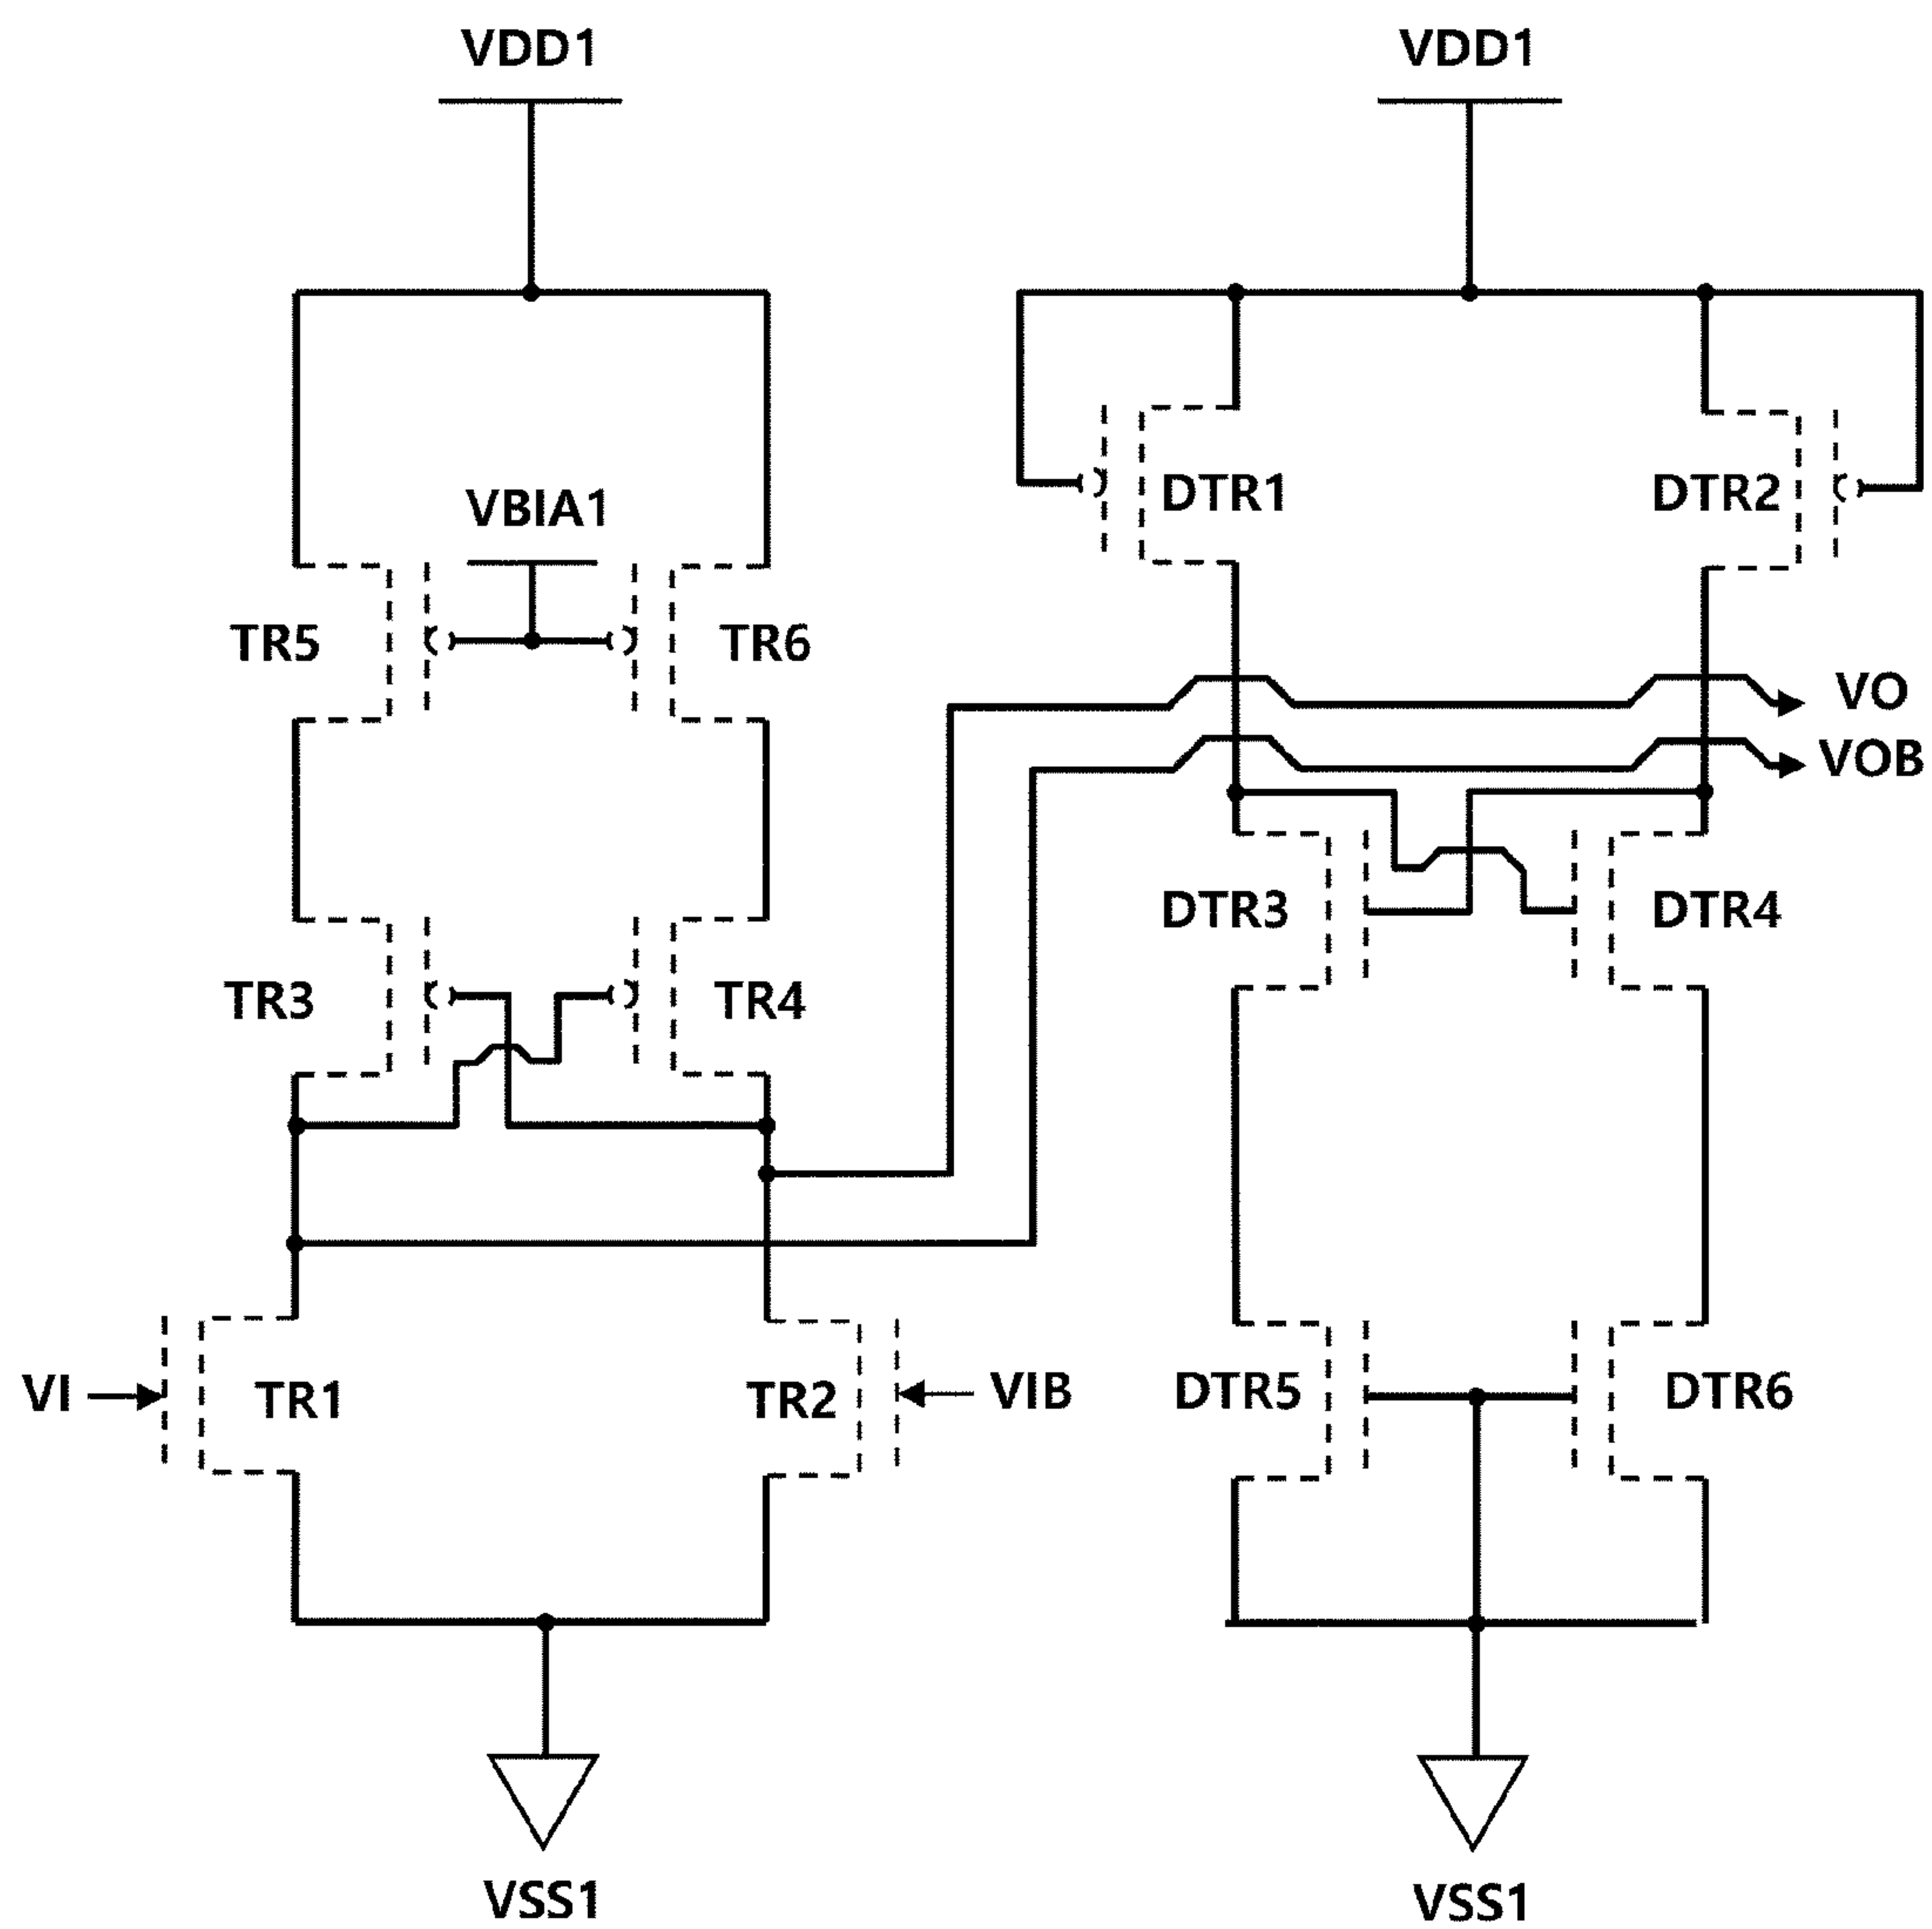 VDD1
VDD1
VBIA1
DTR1
DTR2
TR5
TR6
VO
VOB
TR3
TR4
DTR3
DTR4
VI
TR1
TR2
VIB
DTR5
DTR6
VSS1
VSS1